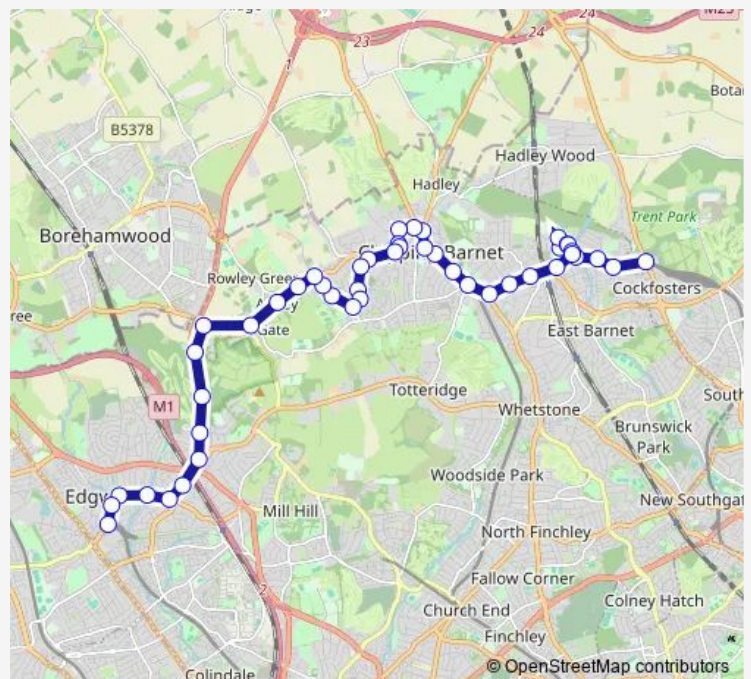 M25
24
24
23
1
Bota
B5378
Hadley Wood
Hadley
Trent Park
Borehamwood
Barnet
Rowley Green
Cockfosters
ree
Gate
East Barnet
Totteridge
South
M1
Whetstone
Brunswick
Park
Edgw
Woodside Park
New Southgat
Mill Hill
North Finchley
Fallow Corner
2
Colney Hatch
Church End
Finchley
Colindale
© OpenStreetMap contributors